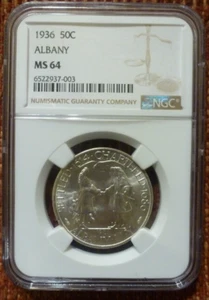 1936 50C
ALBANY
MS 64
6522937-003
NUMISMATIC GUARANTY COMPANY
NGC